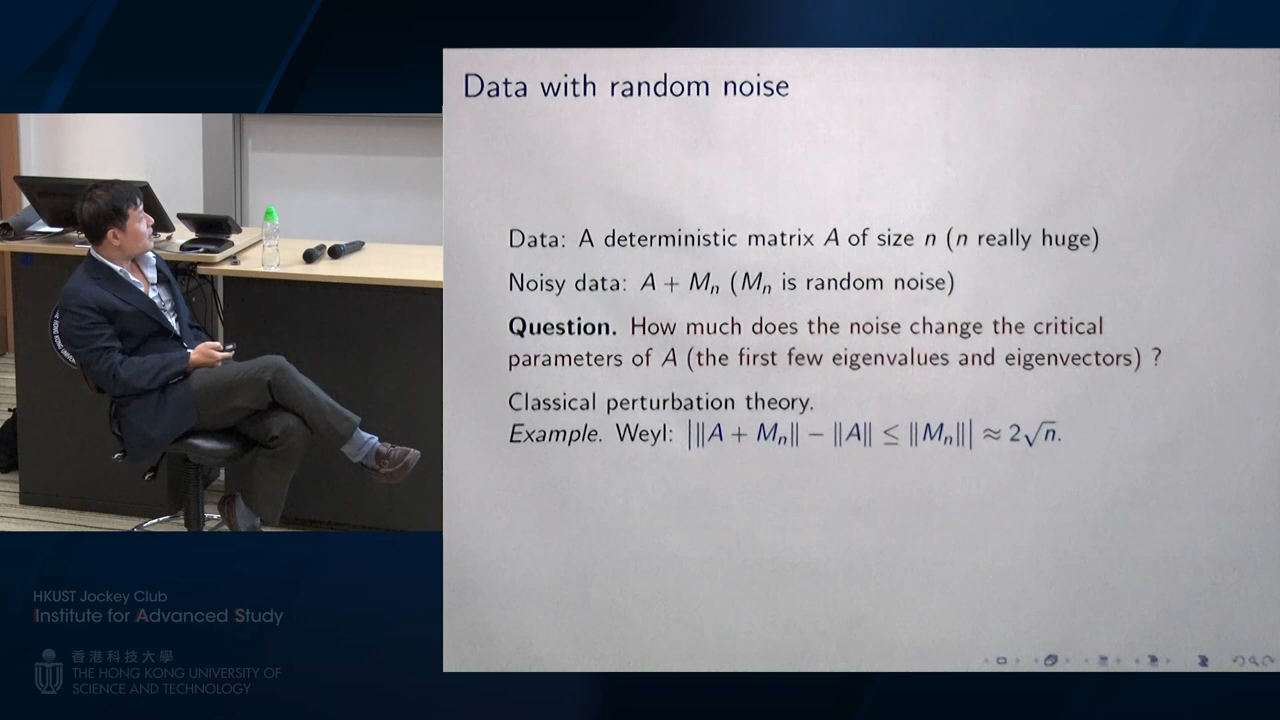 Data with random noise
Data: A deterministic matrix A of size n (n really huge)
Noisy data: A + Mₙ (Mₙ is random noise)
Question. How much does the noise change the critical
parameters of A (the first few eigenvalues and eigenvectors) ?
Classical perturbation theory.
Example. Weyl: |‖A + Mₙ‖ − ‖A‖ ≤ ‖Mₙ‖| ≈ 2√n.
HKUST Jockey Club
Institute for Advanced Study
香港科技大學
THE HONG KONG UNIVERSITY OF
SCIENCE AND TECHNOLOGY